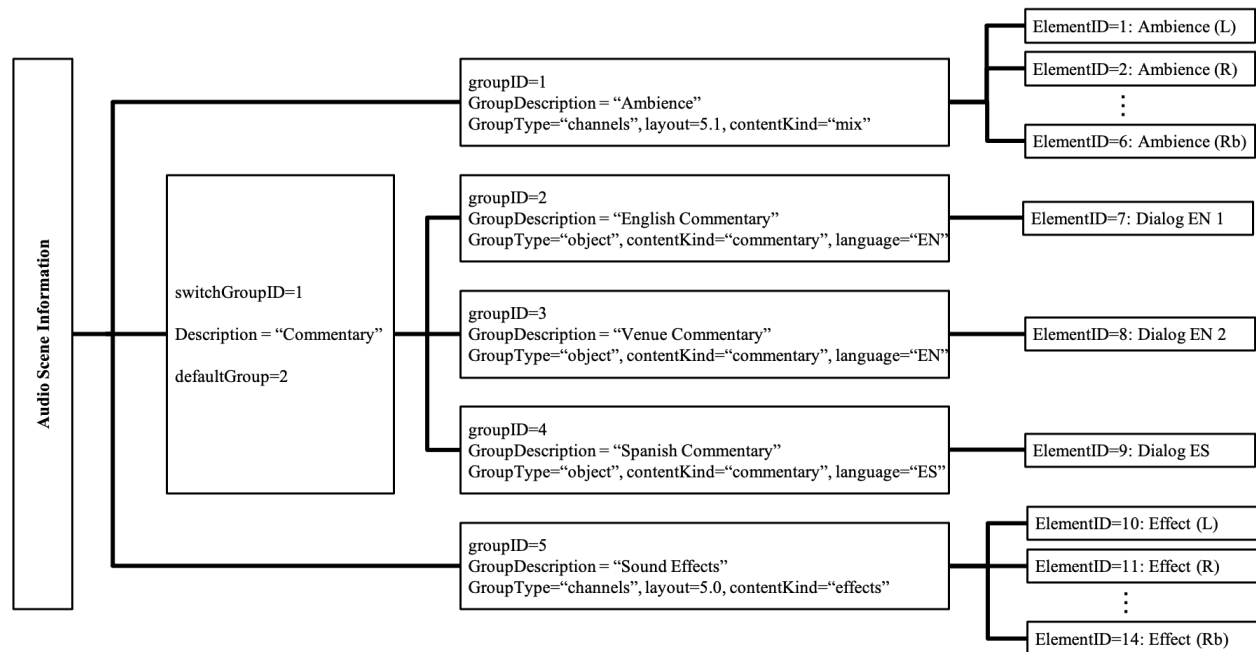 Audio Scene Information
groupID=1
GroupDescription = “Ambience”
GroupType=“channels”, layout=5.1, contentKind=“mix”
ElementID=1: Ambience (L)
ElementID=2: Ambience (R)
⋮
ElementID=6: Ambience (Rb)
switchGroupID=1
Description = “Commentary”
defaultGroup=2
groupID=2
GroupDescription = “English Commentary”
GroupType=“object”, contentKind=“commentary”, language=“EN”
ElementID=7: Dialog EN 1
groupID=3
GroupDescription = “Venue Commentary”
GroupType=“object”, contentKind=“commentary”, language=“EN”
ElementID=8: Dialog EN 2
groupID=4
GroupDescription = “Spanish Commentary”
GroupType=“object”, contentKind=“commentary”, language=“ES”
ElementID=9: Dialog ES
groupID=5
GroupDescription = “Sound Effects”
GroupType=“channels”, layout=5.0, contentKind=“effects”
ElementID=10: Effect (L)
ElementID=11: Effect (R)
⋮
ElementID=14: Effect (Rb)